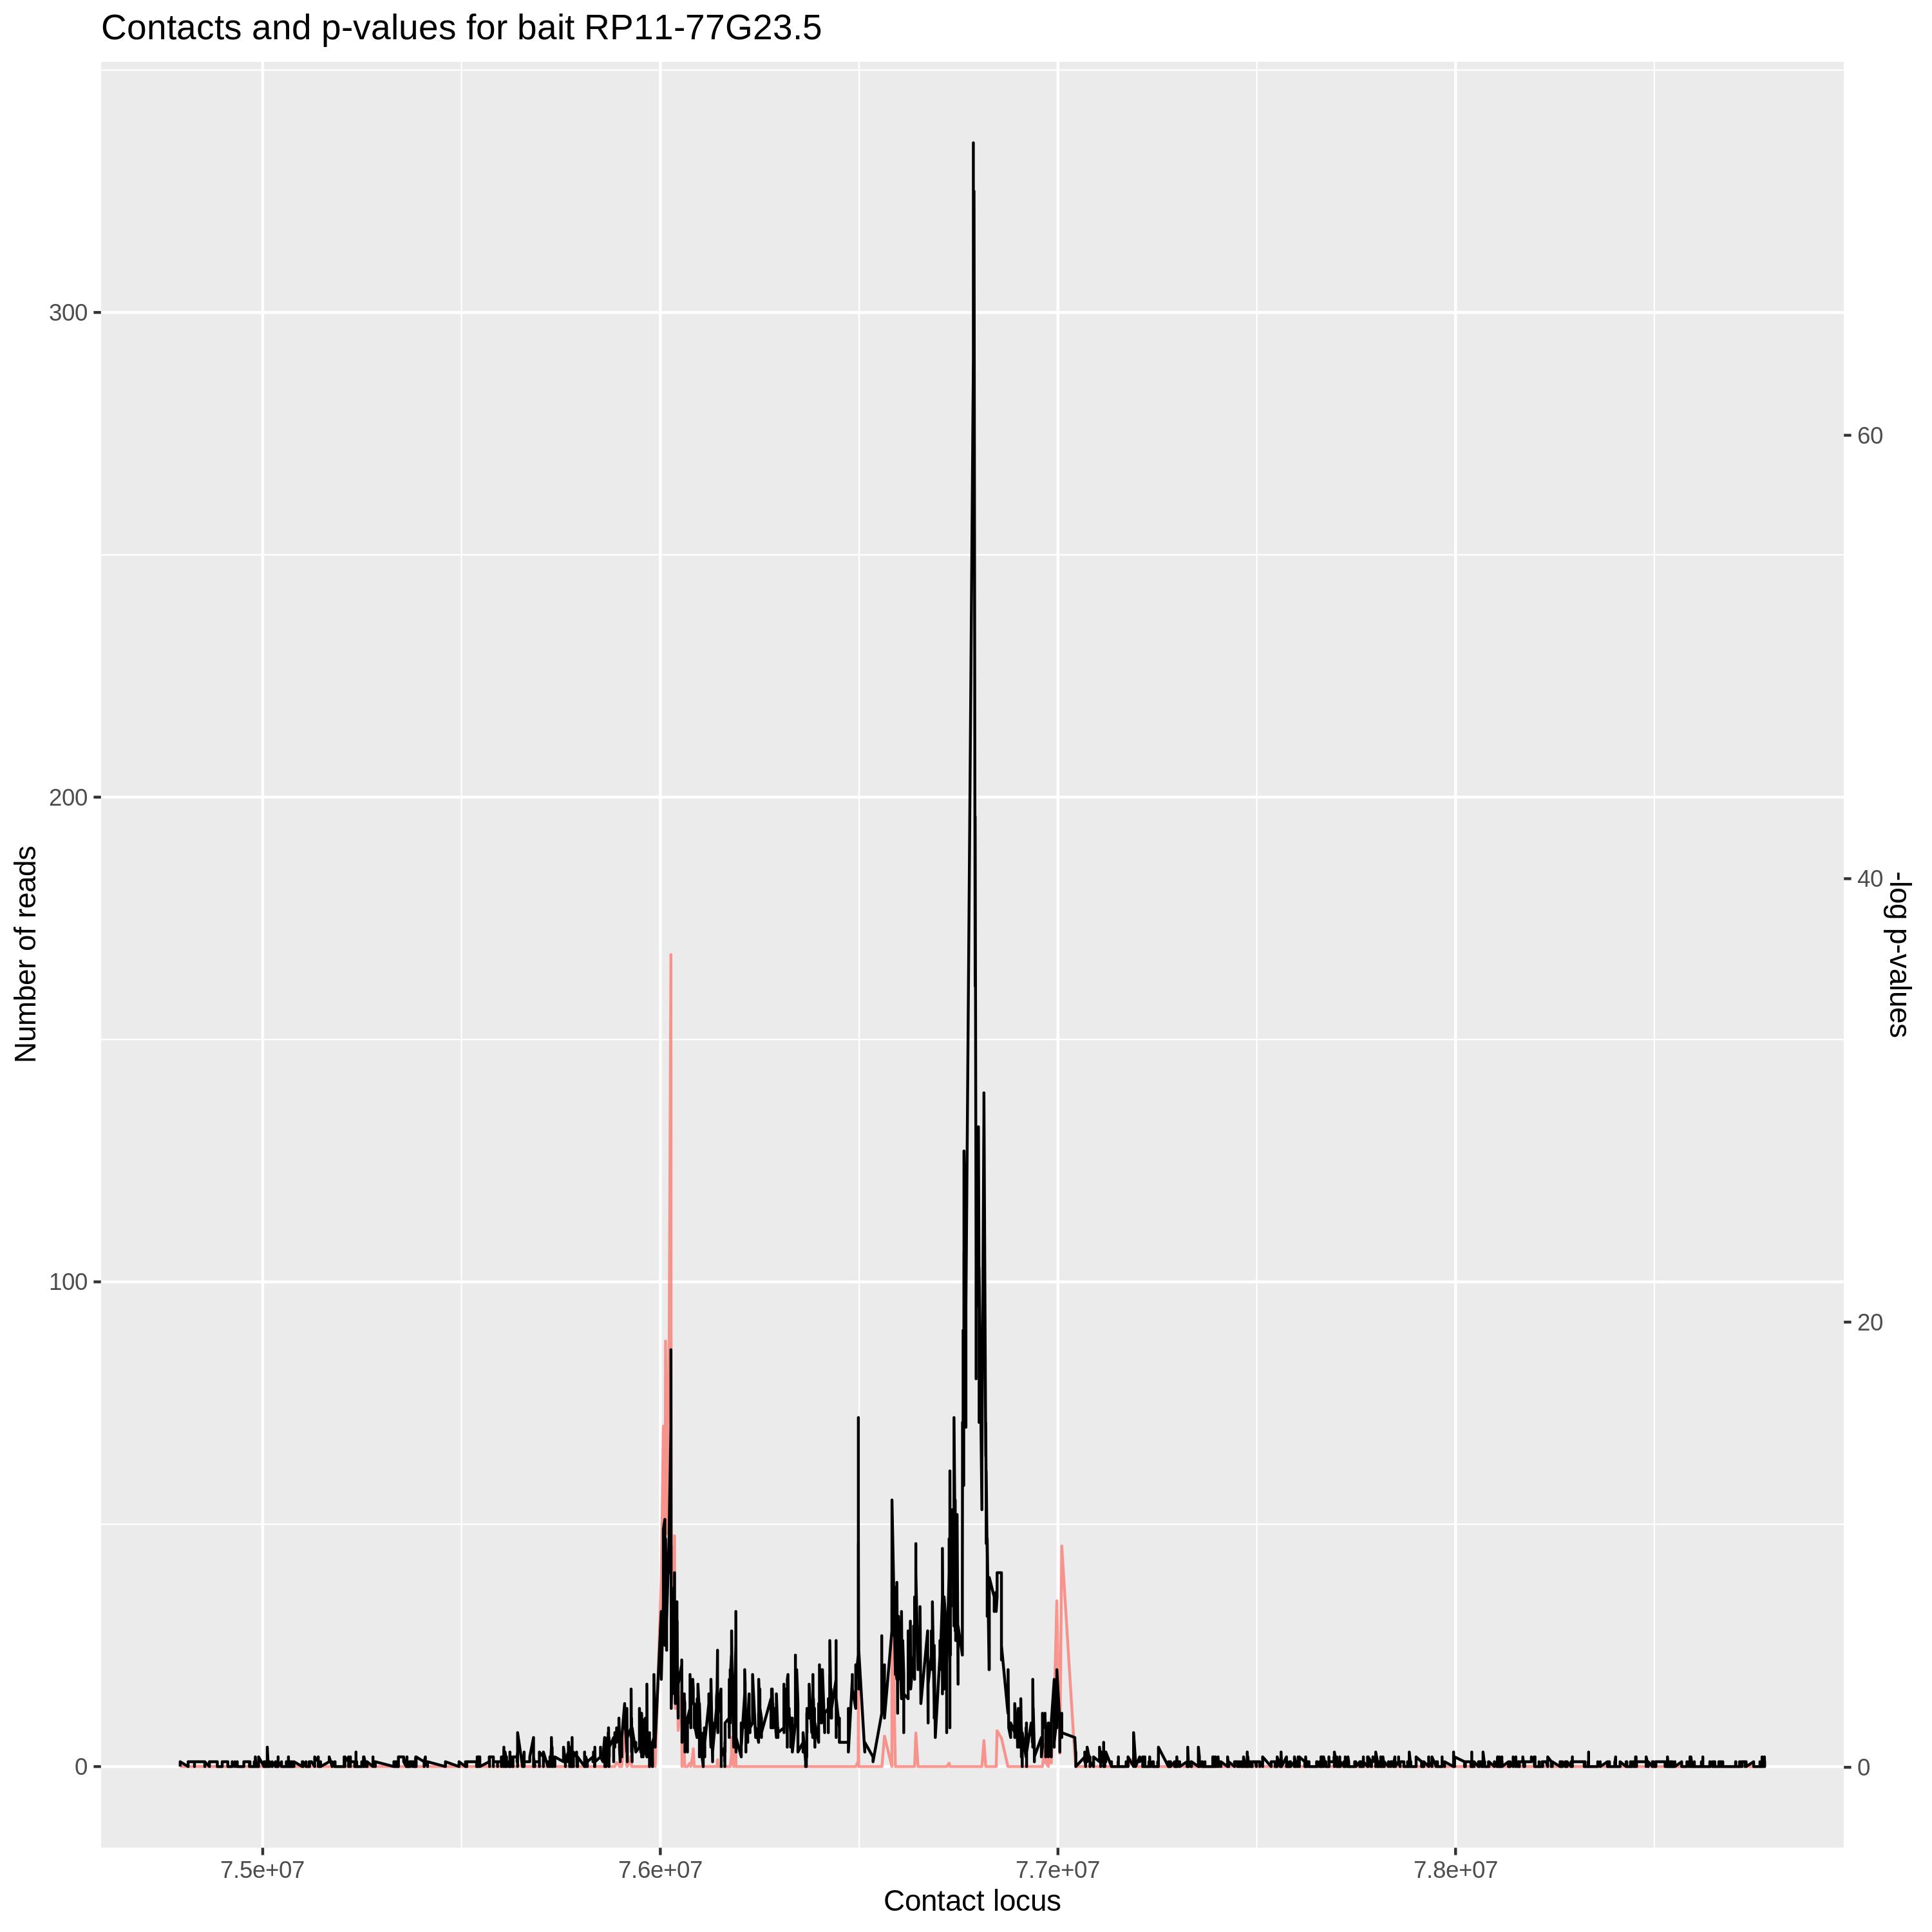 Contacts and p-values for bait RP11-77G23.5
300
200
100
0
Number of reads
60
40
20
0
-log p-values
7.5e+07
7.6e+07
7.7e+07
7.8e+07
Contact locus